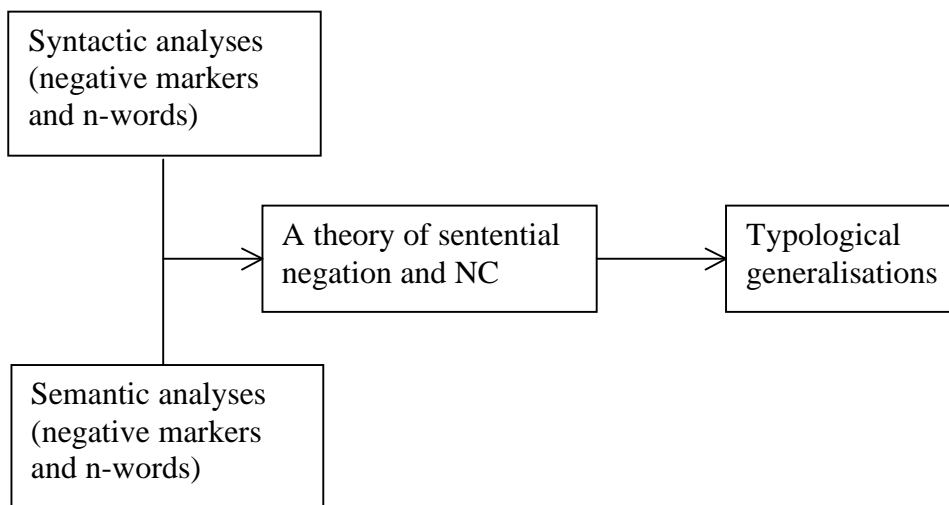 Syntactic analyses
(negative markers
and n-words)
A theory of sentential
negation and NC
Typological
generalisations
Semantic analyses
(negative markers
and n-words)